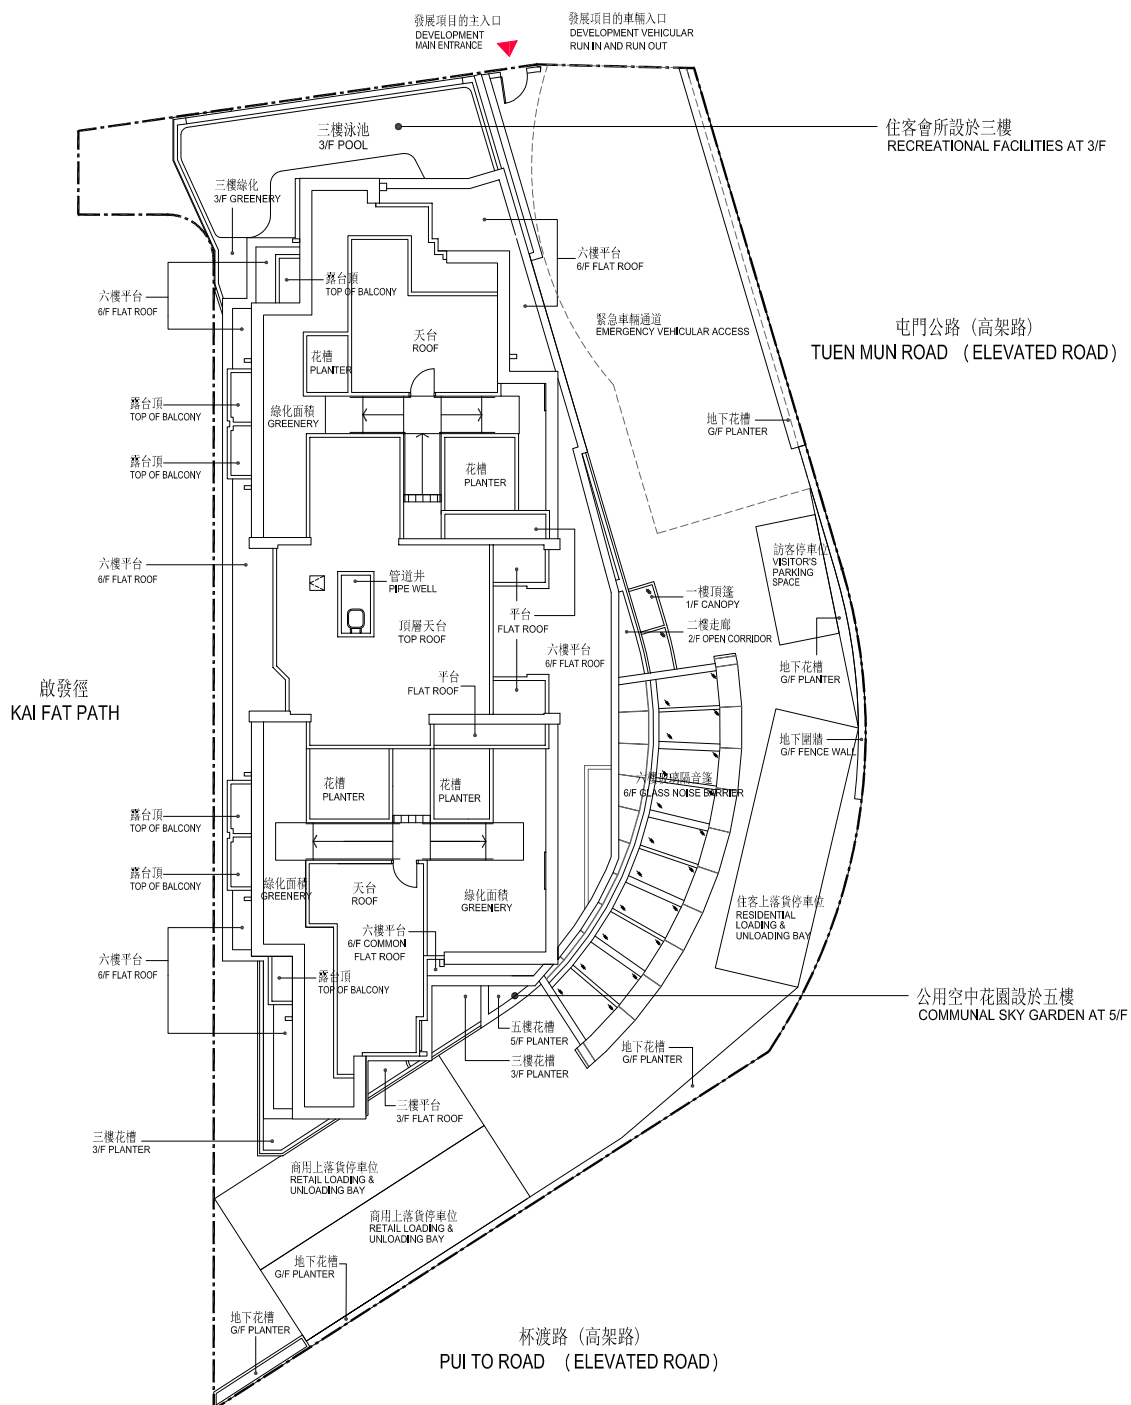 發展項目的主入口
DEVELOPMENT
MAIN ENTRANCE
發展項目的車輛入口
DEVELOPMENT VEHICULAR
RUN IN AND RUN OUT
三樓泳池
3/F POOL
住客會所設於三樓
RECREATIONAL FACILITIES AT 3/F
三樓綠化
3/F GREENERY
六樓平台
6/F FLAT ROOF
露台頂
TOP OF BALCONY
六樓平台
6/F FLAT ROOF
緊急車輛通道
EMERGENCY VEHICULAR ACCESS
屯門公路（高架路）
TUEN MUN ROAD （ELEVATED ROAD）
天台
ROOF
花槽
PLANTER
露台頂
TOP OF BALCONY
綠化面積
GREENERY
地下花槽
G/F PLANTER
露台頂
TOP OF BALCONY
花槽
PLANTER
六樓平台
6/F FLAT ROOF
管道井
PIPE WELL
訪客停車位
VISITOR'S
PARKING
SPACE
一樓頂篷
1/F CANOPY
平台
FLAT ROOF
頂層天台
TOP ROOF
二樓走廊
2/F OPEN CORRIDOR
六樓平台
6/F FLAT ROOF
地下花槽
G/F PLANTER
平台
FLAT ROOF
啟發徑
KAI FAT PATH
地下圍牆
G/F FENCE WALL
六樓玻璃隔音篷
6/F GLASS NOISE BARRIER
花槽
PLANTER
花槽
PLANTER
露台頂
TOP OF BALCONY
露台頂
TOP OF BALCONY
綠化面積
GREENERY
天台
ROOF
綠化面積
GREENERY
住客上落貨停車位
RESIDENTIAL
LOADING &
UNLOADING BAY
六樓平台
6/F COMMON
FLAT ROOF
六樓平台
6/F FLAT ROOF
露台頂
TOP OF BALCONY
公用空中花園設於五樓
COMMUNAL SKY GARDEN AT 5/F
五樓花槽
5/F PLANTER
地下花槽
G/F PLANTER
三樓花槽
3/F PLANTER
三樓平台
3/F FLAT ROOF
三樓花槽
3/F PLANTER
商用上落貨停車位
RETAIL LOADING &
UNLOADING BAY
商用上落貨停車位
RETAIL LOADING &
UNLOADING BAY
地下花槽
G/F PLANTER
地下花槽
G/F PLANTER
杯渡路（高架路）
PUI TO ROAD （ELEVATED ROAD）